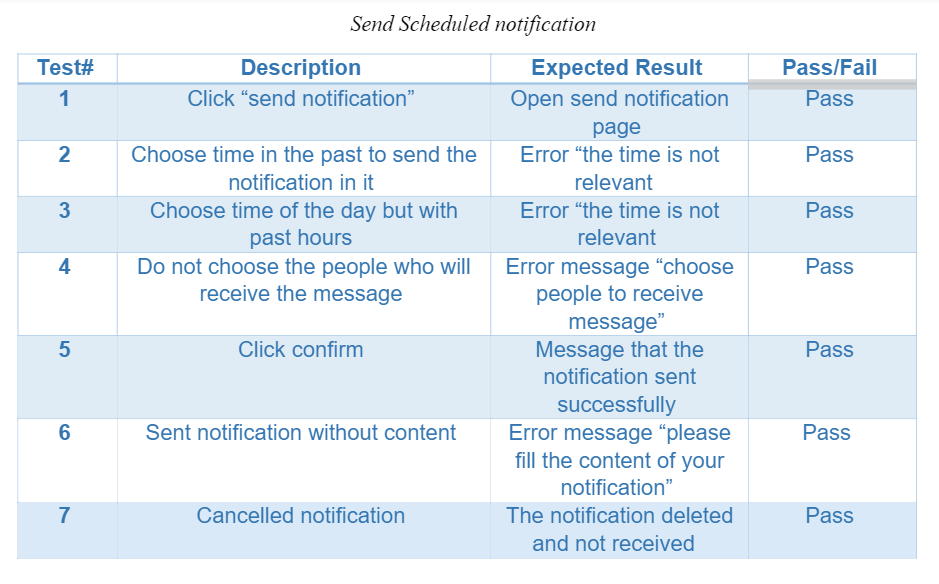 Send Scheduled notification
Test# Description Expected Result Pass/Fail
1 Click “send notification” Open send notification page Pass
2 Choose time in the past to send the notification in it Error “the time is not relevant Pass
3 Choose time of the day but with past hours Error “the time is not relevant Pass
4 Do not choose the people who will receive the message Error message “choose people to receive message” Pass
5 Click confirm Message that the notification sent successfully Pass
6 Sent notification without content Error message “please fill the content of your notification” Pass
7 Cancelled notification The notification deleted and not received Pass